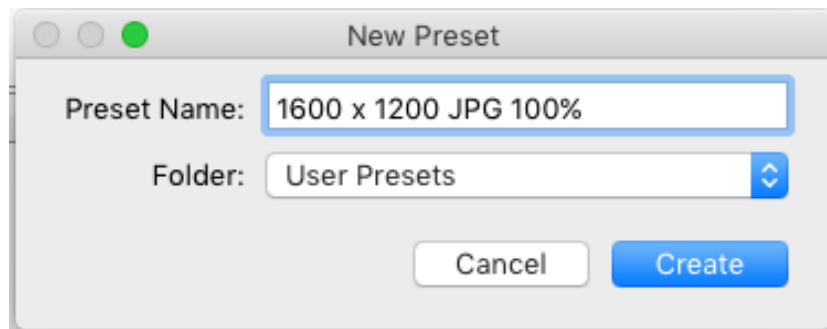 New Preset
Preset Name: 1600 x 1200 JPG 100%
Folder: User Presets
Cancel Create